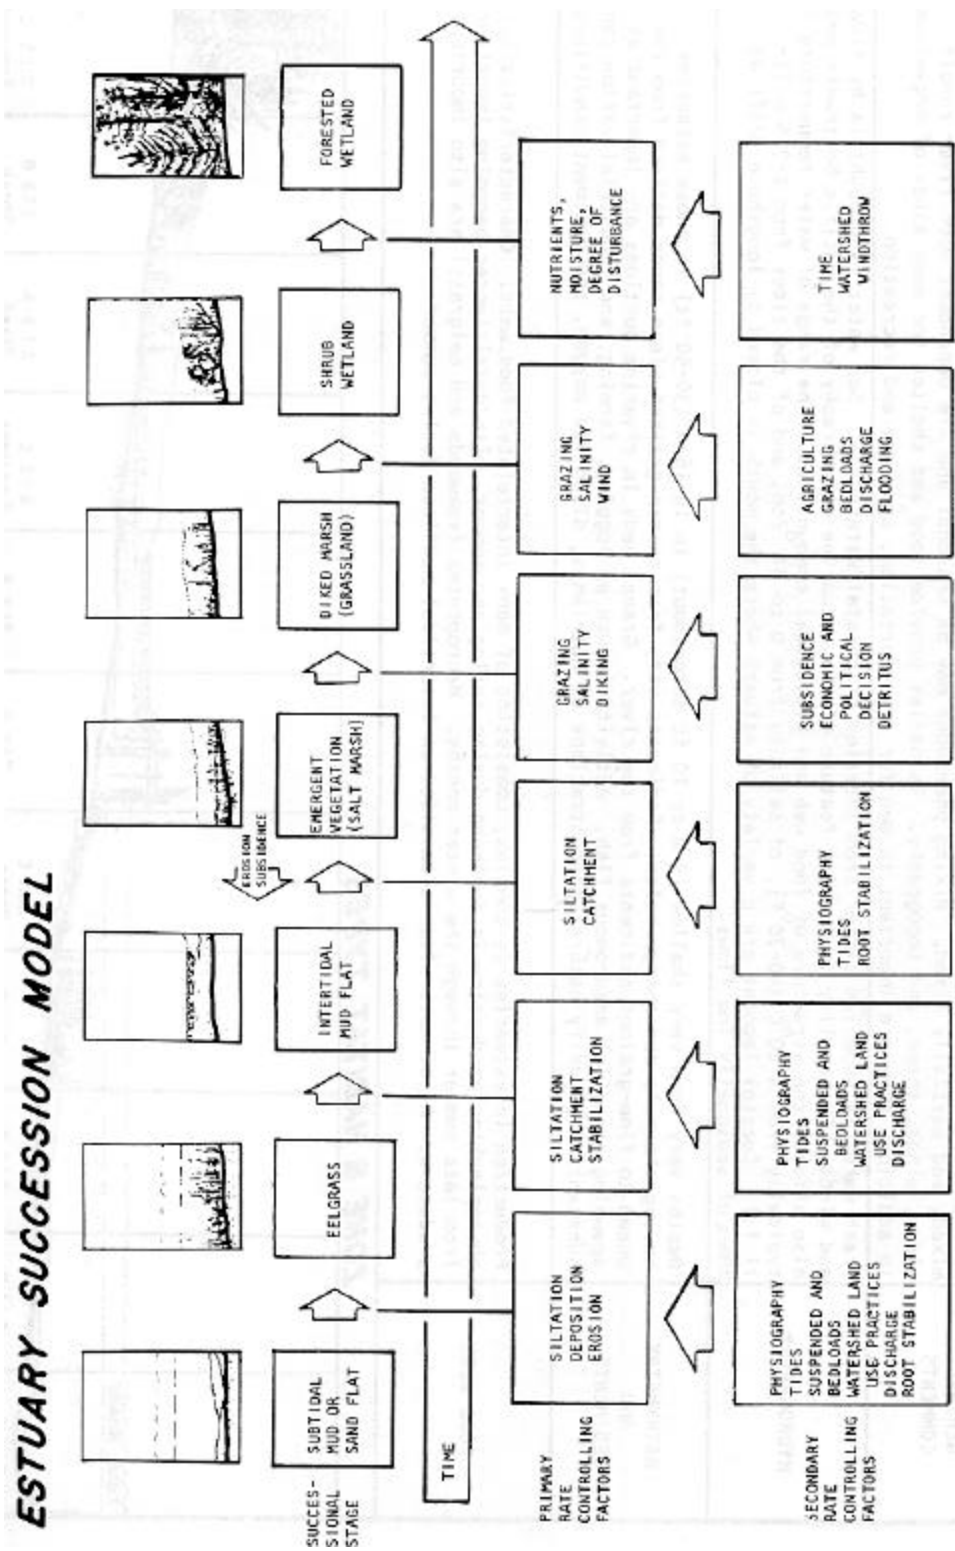 ESTUARY SUCCESSION MODEL
SUCCES-
SIONAL
STAGE
SUBTIDAL
MUD OR
SAND FLAT
EELGRASS
INTERTIDAL
MUD FLAT
EROSION
SUBSIDENCE
EMERGENT
VEGETATION
(SALT MARSH)
DIKED MARSH
(GRASSLAND)
SHRUB
WETLAND
FORESTED
WETLAND
TIME
PRIMARY
RATE
CONTROLLING
FACTORS
SILTATION
DEPOSITION
EROSION
SILTATION
CATCHMENT
STABILIZATION
SILTATION
CATCHMENT
GRAZING
SALINITY
DIKING
GRAZING
SALINITY
WIND
NUTRIENTS,
MOISTURE,
DEGREE OF
DISTURBANCE
SECONDARY
RATE
CONTROLLING
FACTORS
PHYSIOGRAPHY
TIDES
SUSPENDED AND
BEDLOADS
WATERSHED LAND
USE PRACTICES
DISCHARGE
ROOT STABILIZATION
PHYSIOGRAPHY
TIDES
SUSPENDED AND
BEDLOADS
WATERSHED LAND
USE PRACTICES
DISCHARGE
PHYSIOGRAPHY
TIDES
ROOT STABILIZATION
SUBSIDENCE
ECONOMIC AND
POLITICAL
DECISION
DETRITUS
AGRICULTURE
GRAZING
BEDLOADS
DISCHARGE
FLOODING
TIME
WATERSHED
WINDTHROW